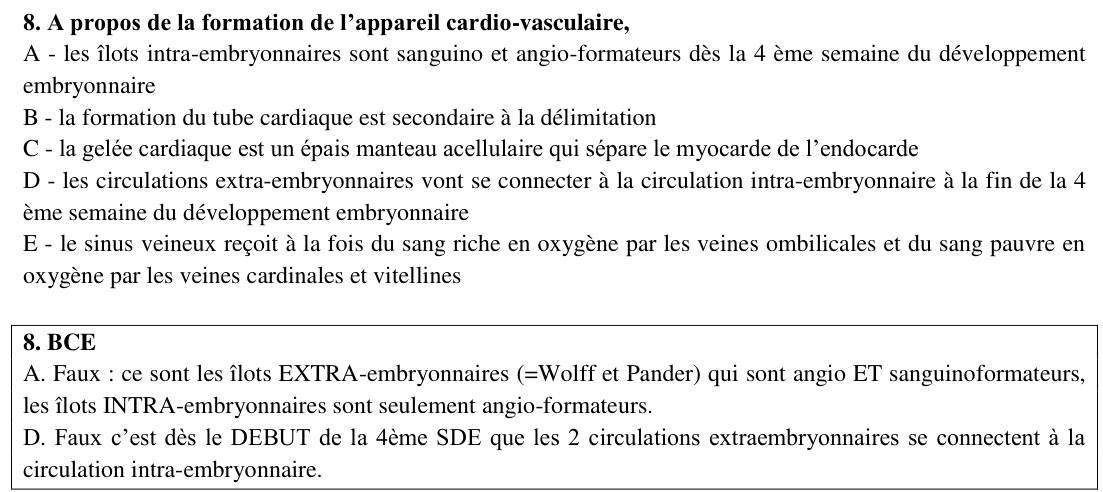 8. A propos de la formation de l'appareil cardio-vasculaire,
A - les îlots intra-embryonnaires sont sanguino et angio-formateurs dès la 4 ème semaine du développement
embryonnaire
B - la formation du tube cardiaque est secondaire à la délimitation
C - la gelée cardiaque est un épais manteau acellulaire qui sépare le myocarde de l'endocarde
D - les circulations extra-embryonnaires vont se connecter à la circulation intra-embryonnaire à la fin de la 4
ème semaine du développement embryonnaire
E - le sinus veineux reçoit à la fois du sang riche en oxygène par les veines ombilicales et du sang pauvre en
oxygène par les veines cardinales et vitellines
8. BCE
A. Faux : ce sont les îlots EXTRA-embryonnaires (=Wolff et Pander) qui sont angio ET sanguinoformateurs,
les îlots INTRA-embryonnaires sont seulement angio-formateurs.
D. Faux c'est dès le DEBUT de la 4ème SDE que les 2 circulations extraembryonnaires se connectent à la
circulation intra-embryonnaire.